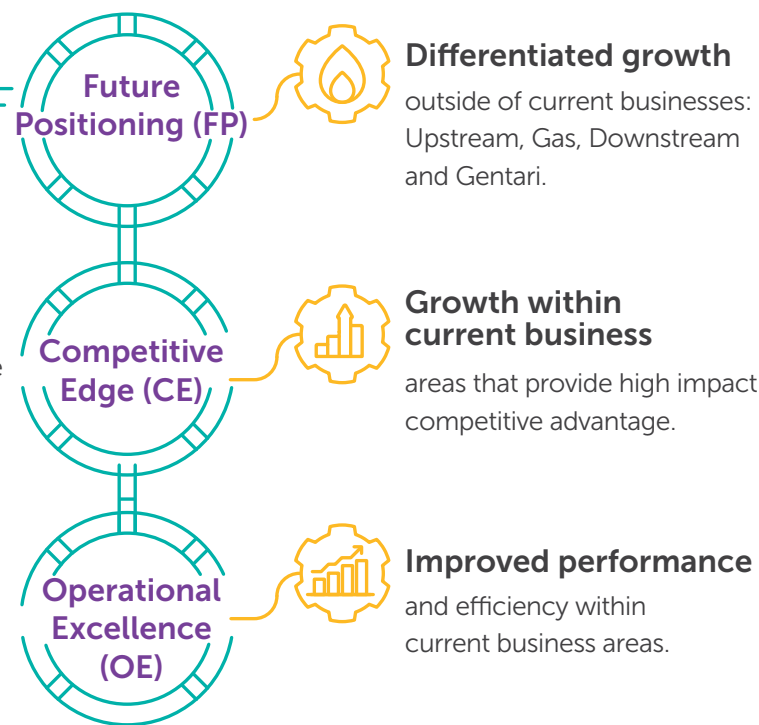 Future
Positioning (FP)
Differentiated growth
outside of current businesses:
Upstream, Gas, Downstream
and Gentari.
Competitive
Edge (CE)
Growth within
current business
areas that provide high impact
competitive advantage.
Operational
Excellence
(OE)
Improved performance
and efficiency within
current business areas.